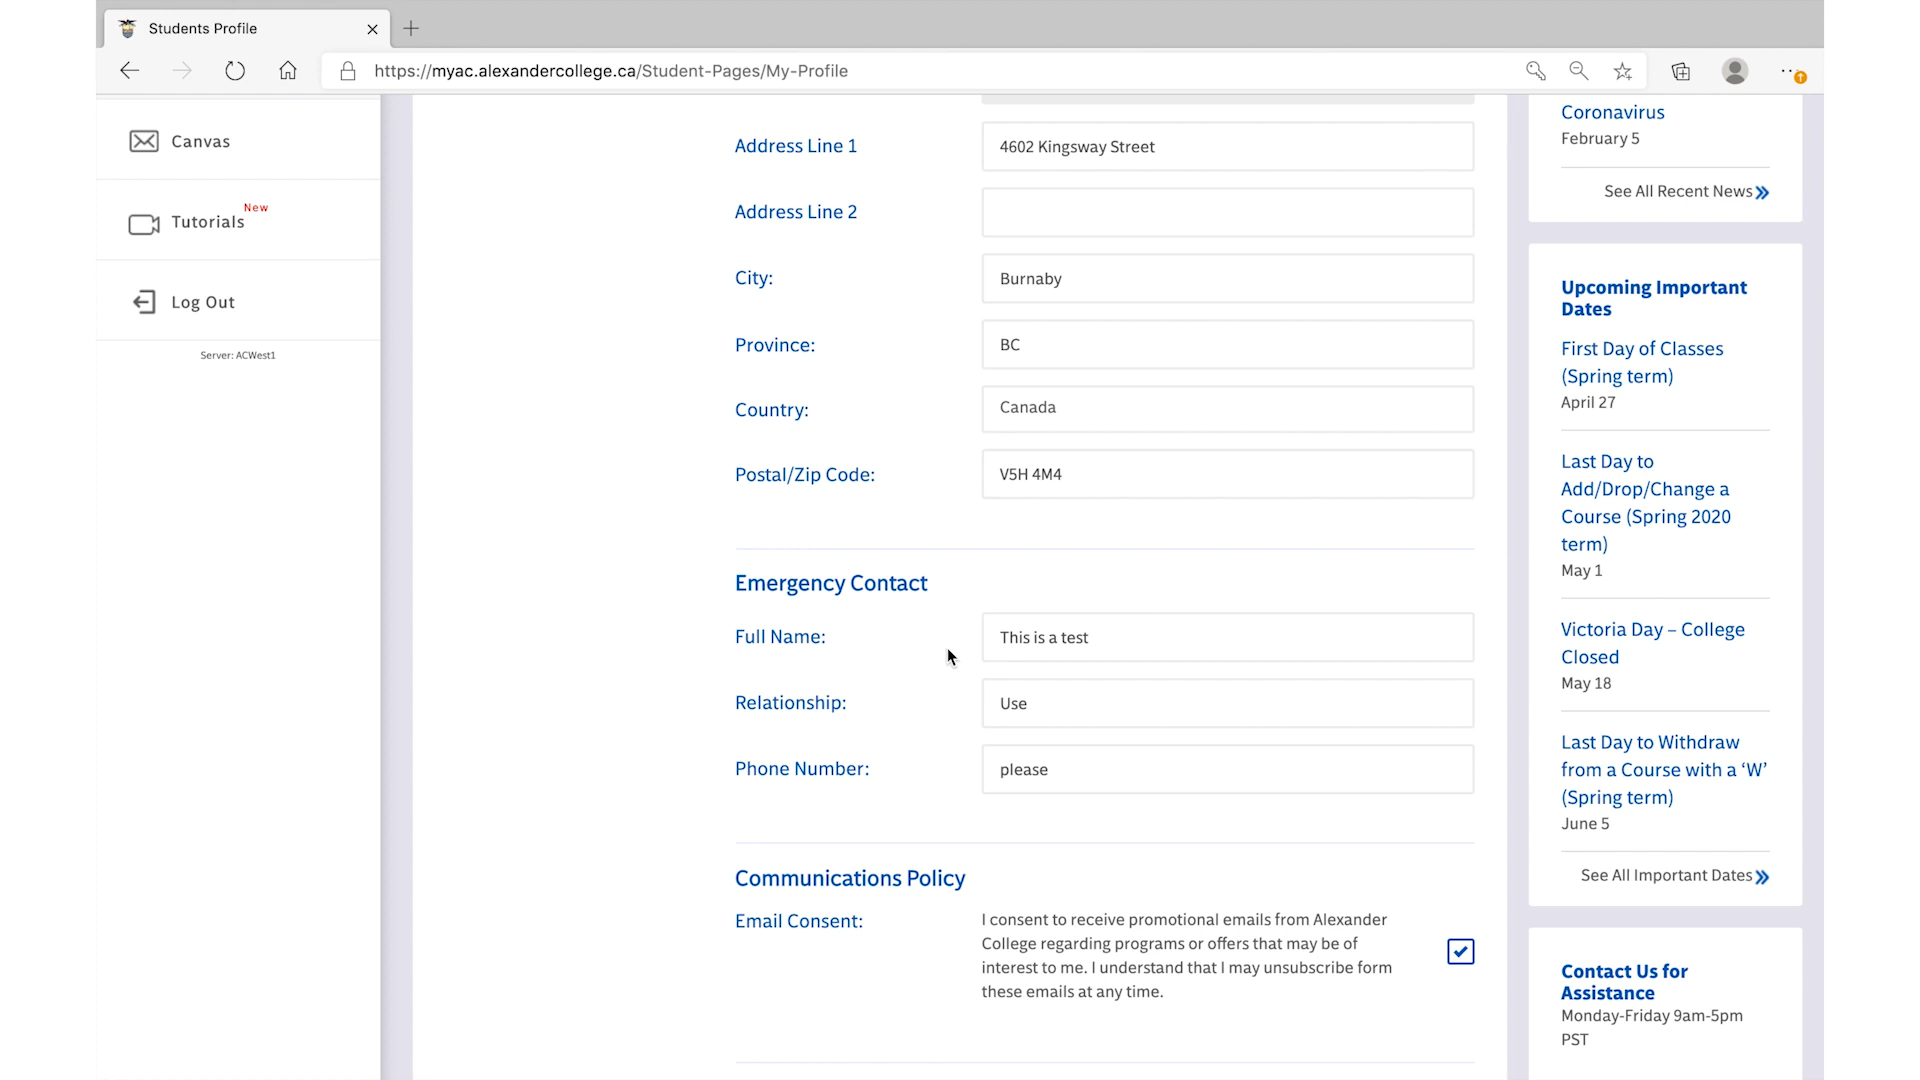 Students Profile
https://myac.alexandercollege.ca/Student-Pages/My-Profile
Canvas
Tutorials New
Log Out
Server: ACWest1
Address Line 1 4602 Kingsway Street
Address Line 2
City: Burnaby
Province: BC
Country: Canada
Postal/Zip Code: V5H 4M4
Emergency Contact
Full Name: This is a test
Relationship: Use
Phone Number: please
Communications Policy
Email Consent: I consent to receive promotional emails from Alexander
College regarding programs or offers that may be of
interest to me. I understand that I may unsubscribe form
these emails at any time.
Coronavirus
February 5
See All Recent News
Upcoming Important
Dates
First Day of Classes
(Spring term)
April 27
Last Day to
Add/Drop/Change a
Course (Spring 2020
term)
May 1
Victoria Day – College
Closed
May 18
Last Day to Withdraw
from a Course with a ‘W’
(Spring term)
June 5
See All Important Dates
Contact Us for
Assistance
Monday-Friday 9am-5pm
PST